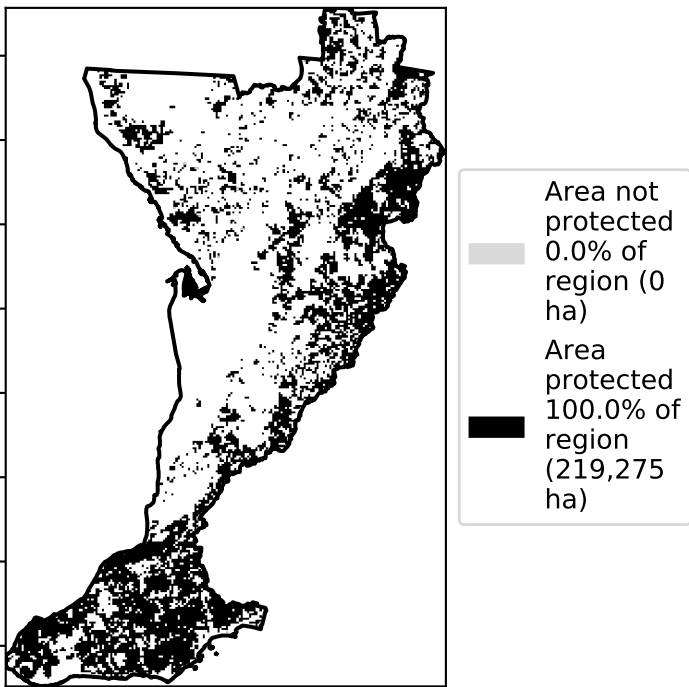 Area not
protected
0.0% of
region (0
ha)
Area
protected
100.0% of
region
(219,275
ha)